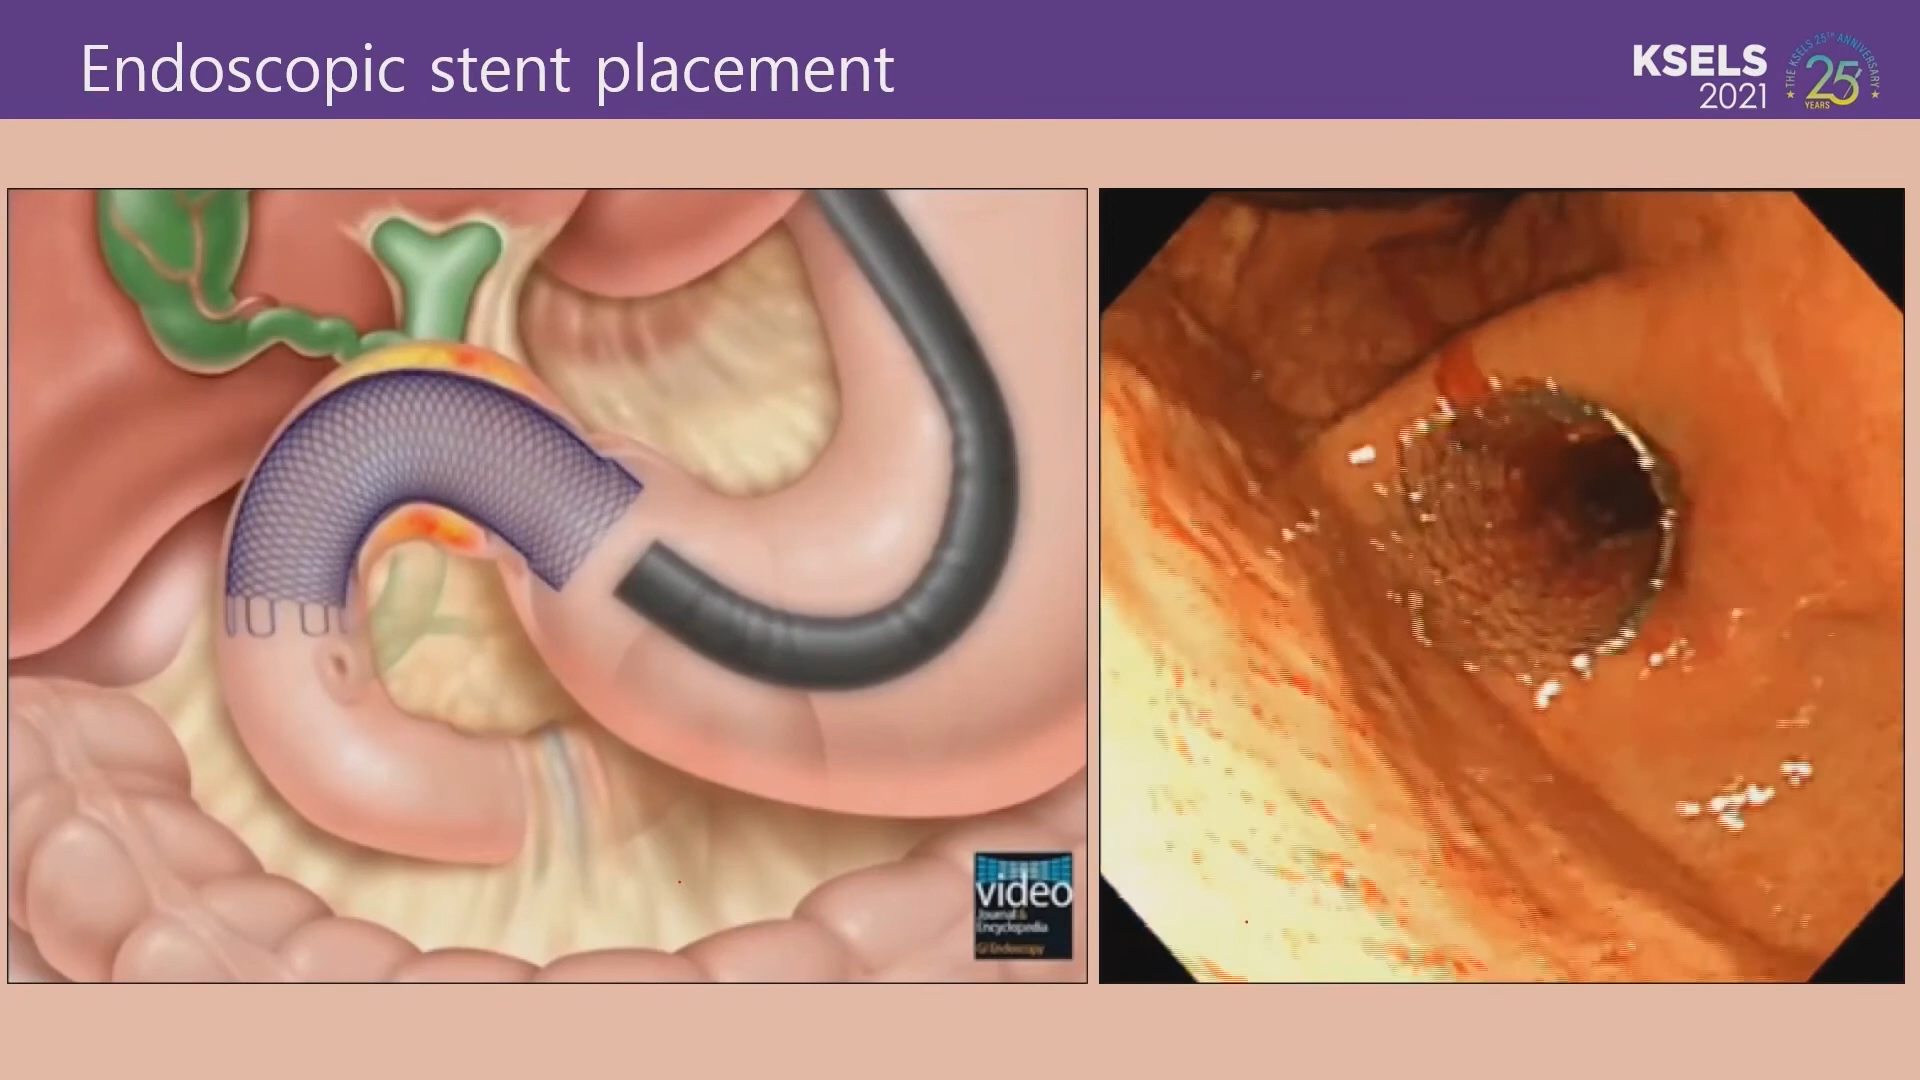 Endoscopic stent placement
KSELS
2021
THE KSELS 25TH ANNIVERSARY
25
YEARS
video
Journal &
Encyclopedia
GI Endoscopy